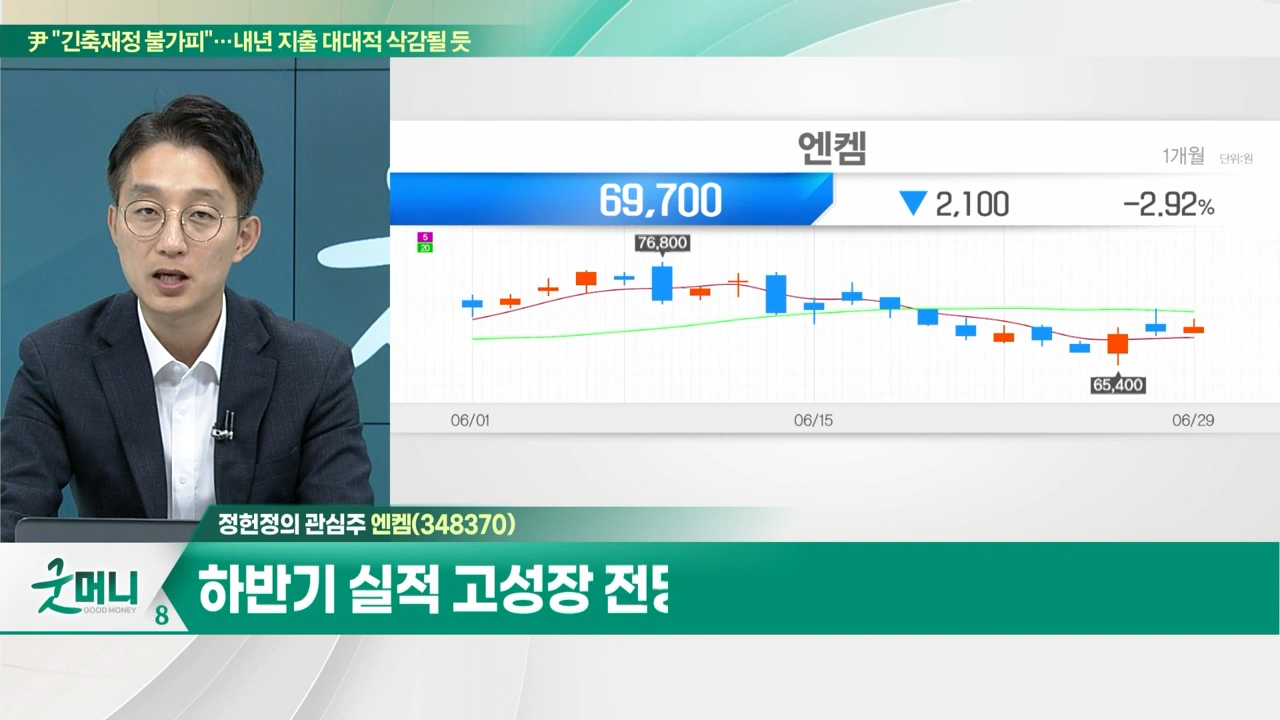 尹 "긴축재정 불가피"…내년 지출 대대적 삭감될 듯
엔켐
1개월 단위:원
69,700 ▼ 2,100 -2.92%
5
20
76,800
65,400
06/01 06/15 06/29
정헌정의 관심주 엔켐(348370)
굿머니
GOOD MONEY
8
하반기 실적 고성장